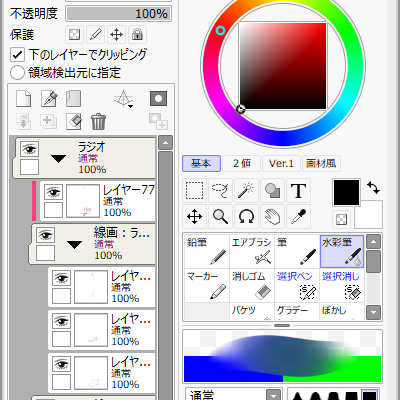 不透明度 100%
保護
下のレイヤーでクリッピング
領域検出元に指定
ラジオ
通常
100%
レイヤー77
通常
100%
線画：ラ...
通常
100%
レイヤ...
通常
100%
レイヤ...
通常
100%
レイヤ...
通常
100%
基本 2値 Ver.1 画材風
T
鉛筆 エアブラシ 筆 水彩筆
マーカー 消しゴム 選択ペン 選択消し
バケツ グラデー ぼかし
通常